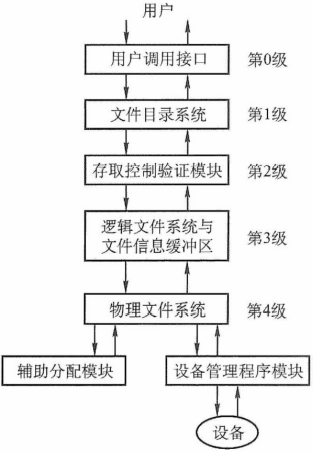 用户
用户调用接口
第0级
文件目录系统
第1级
存取控制验证模块
第2级
逻辑文件系统与
文件信息缓冲区
第3级
物理文件系统
第4级
辅助分配模块
设备管理程序模块
设备